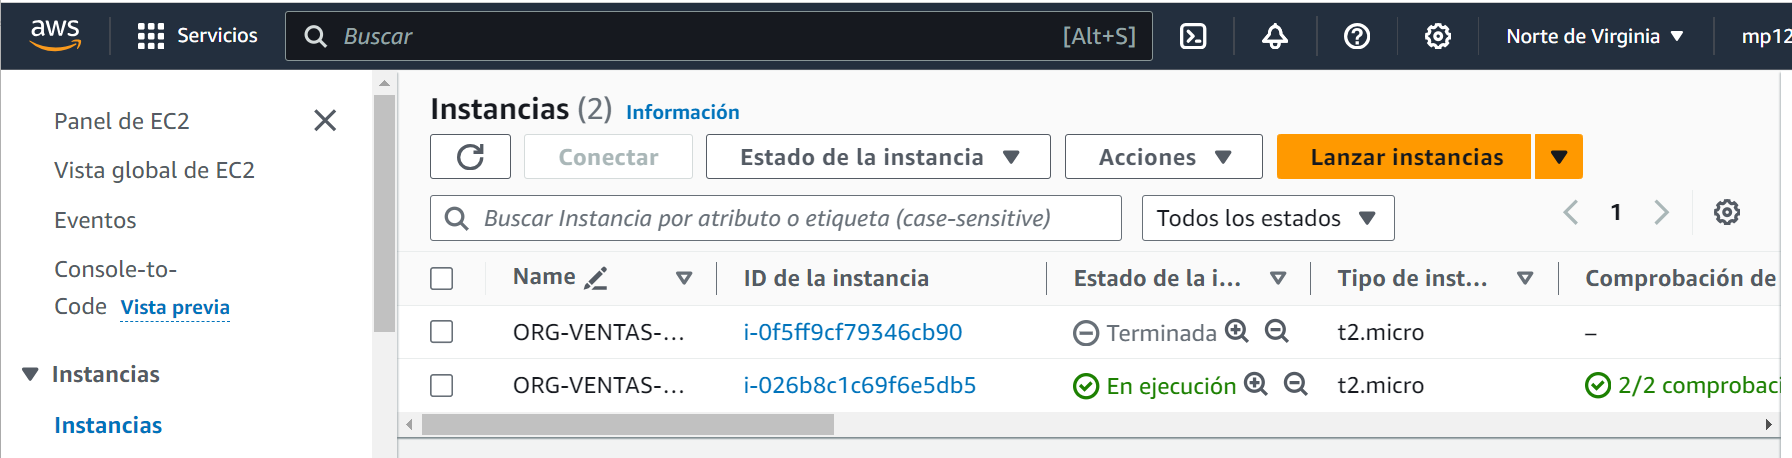 aws Servicios Buscar [Alt+S] Norte de Virginia mp12
Panel de EC2
Vista global de EC2
Eventos
Console-to-
Code Vista previa
Instancias
Instancias
Instancias (2) Información
Conectar Estado de la instancia Acciones Lanzar instancias
Buscar Instancia por atributo o etiqueta (case-sensitive) Todos los estados 1
Name ID de la instancia Estado de la i... Tipo de inst... Comprobación de
ORG-VENTAS-... i-0f5ff9cf79346cb90 Terminada t2.micro –
ORG-VENTAS-... i-026b8c1c69f6e5db5 En ejecución t2.micro 2/2 comprobaci